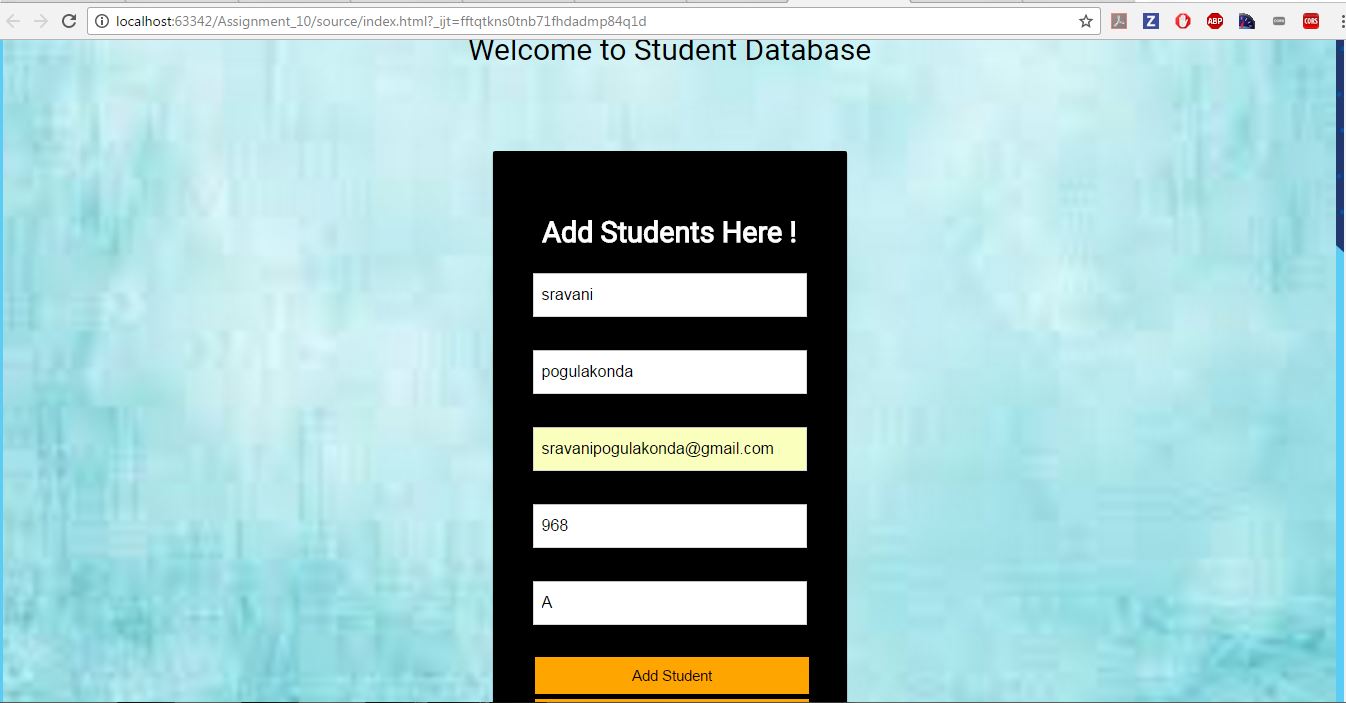 localhost:63342/Assignment_10/source/index.html?_ijt=fftqtkns0tnb71fhdadmp84q1d
Z
ABP
CORS
Welcome to Student Database
Add Students Here !
sravani
pogulakonda
sravanipogulakonda@gmail.com
968
A
Add Student